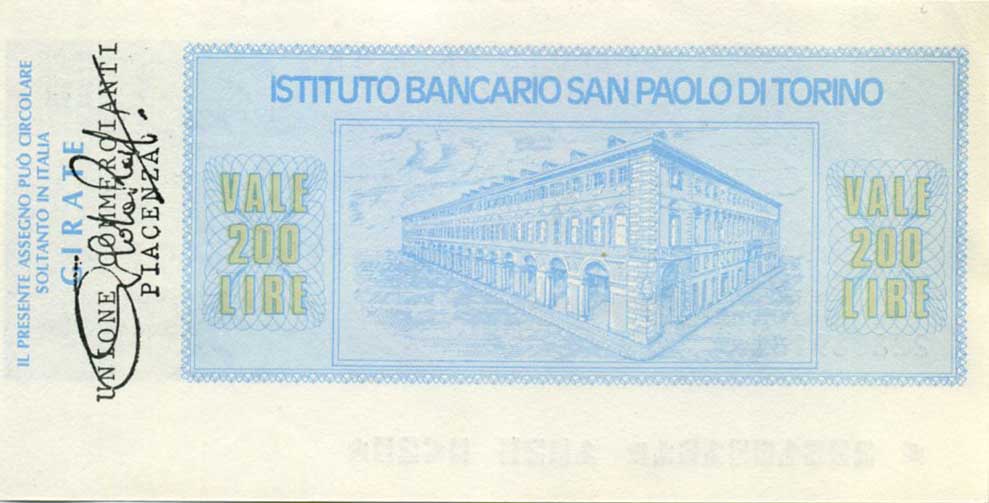 IL PRESENTE ASSEGNO PUÒ CIRCOLARE
SOLTANTO IN ITALIA
GIRATE
UNIONE COMMERCIANTI
PIACENZA
ISTITUTO BANCARIO SAN PAOLO DI TORINO
VALE
200
LIRE
VALE
200
LIRE